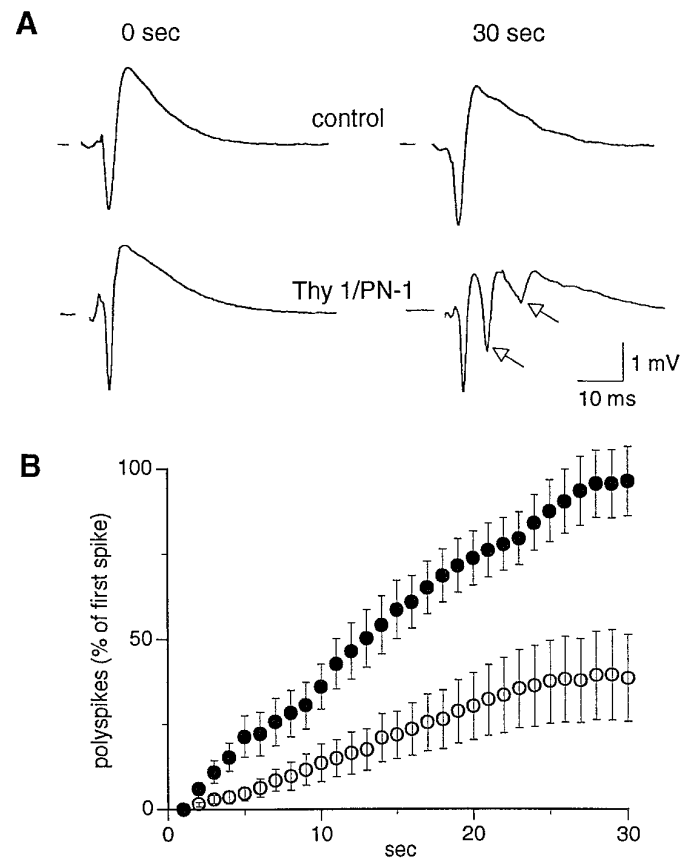 A
0 sec
30 sec
control
Thy 1/PN-1
1 mV
10 ms
B
polyspikes (% of first spike)
100
50
0
0
10
20
30
sec